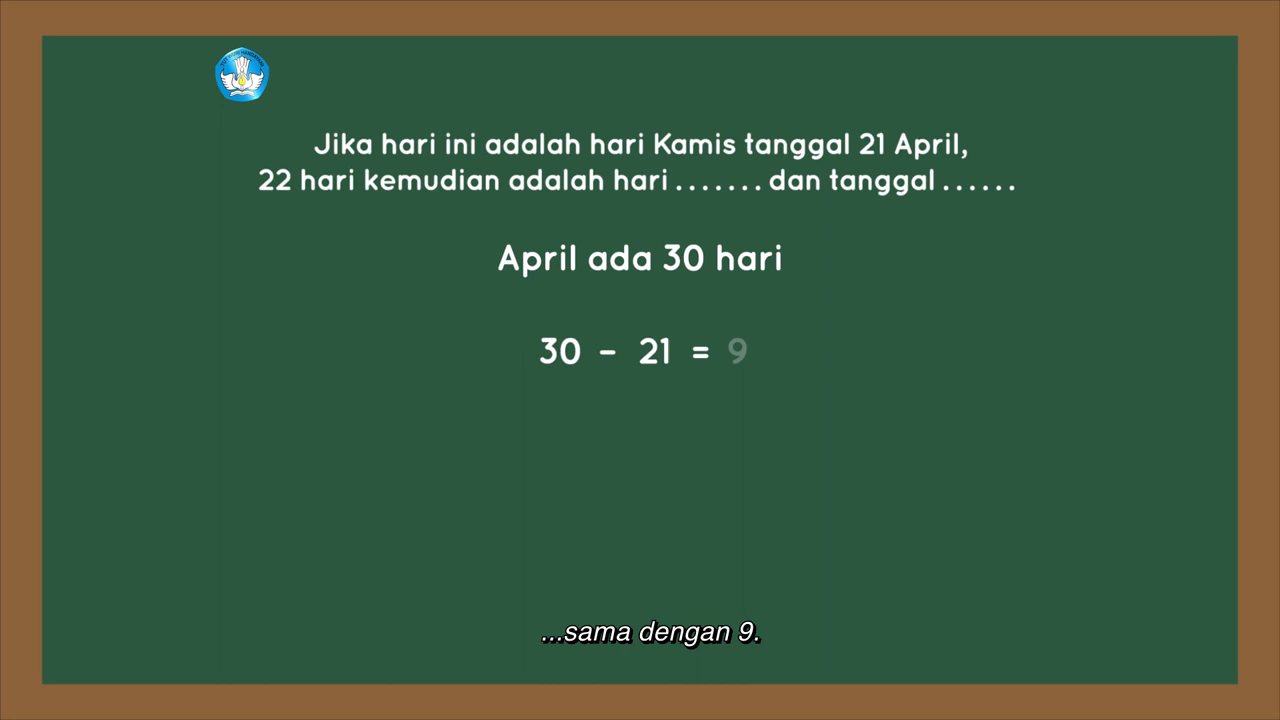 Jika hari ini adalah hari Kamis tanggal 21 April,
22 hari kemudian adalah hari ....... dan tanggal ......
April ada 30 hari
30 - 21 = 9
...sama dengan 9.